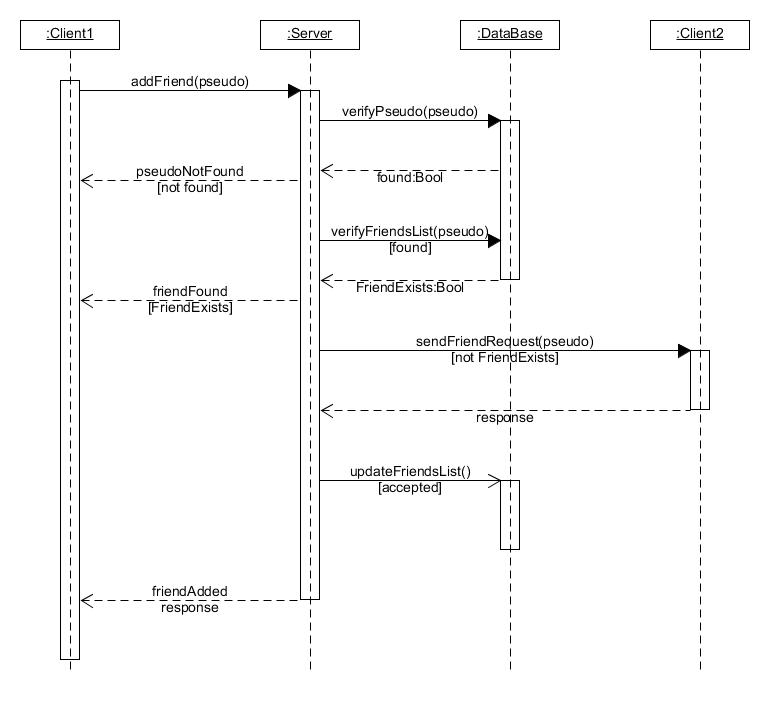 :Client1
:Server
:DataBase
:Client2
addFriend(pseudo)
verifyPseudo(pseudo)
found:Bool
pseudoNotFound
[not found]
verifyFriendsList(pseudo)
[found]
FriendExists:Bool
friendFound
[FriendExists]
sendFriendRequest(pseudo)
[not FriendExists]
response
updateFriendsList()
[accepted]
friendAdded
response